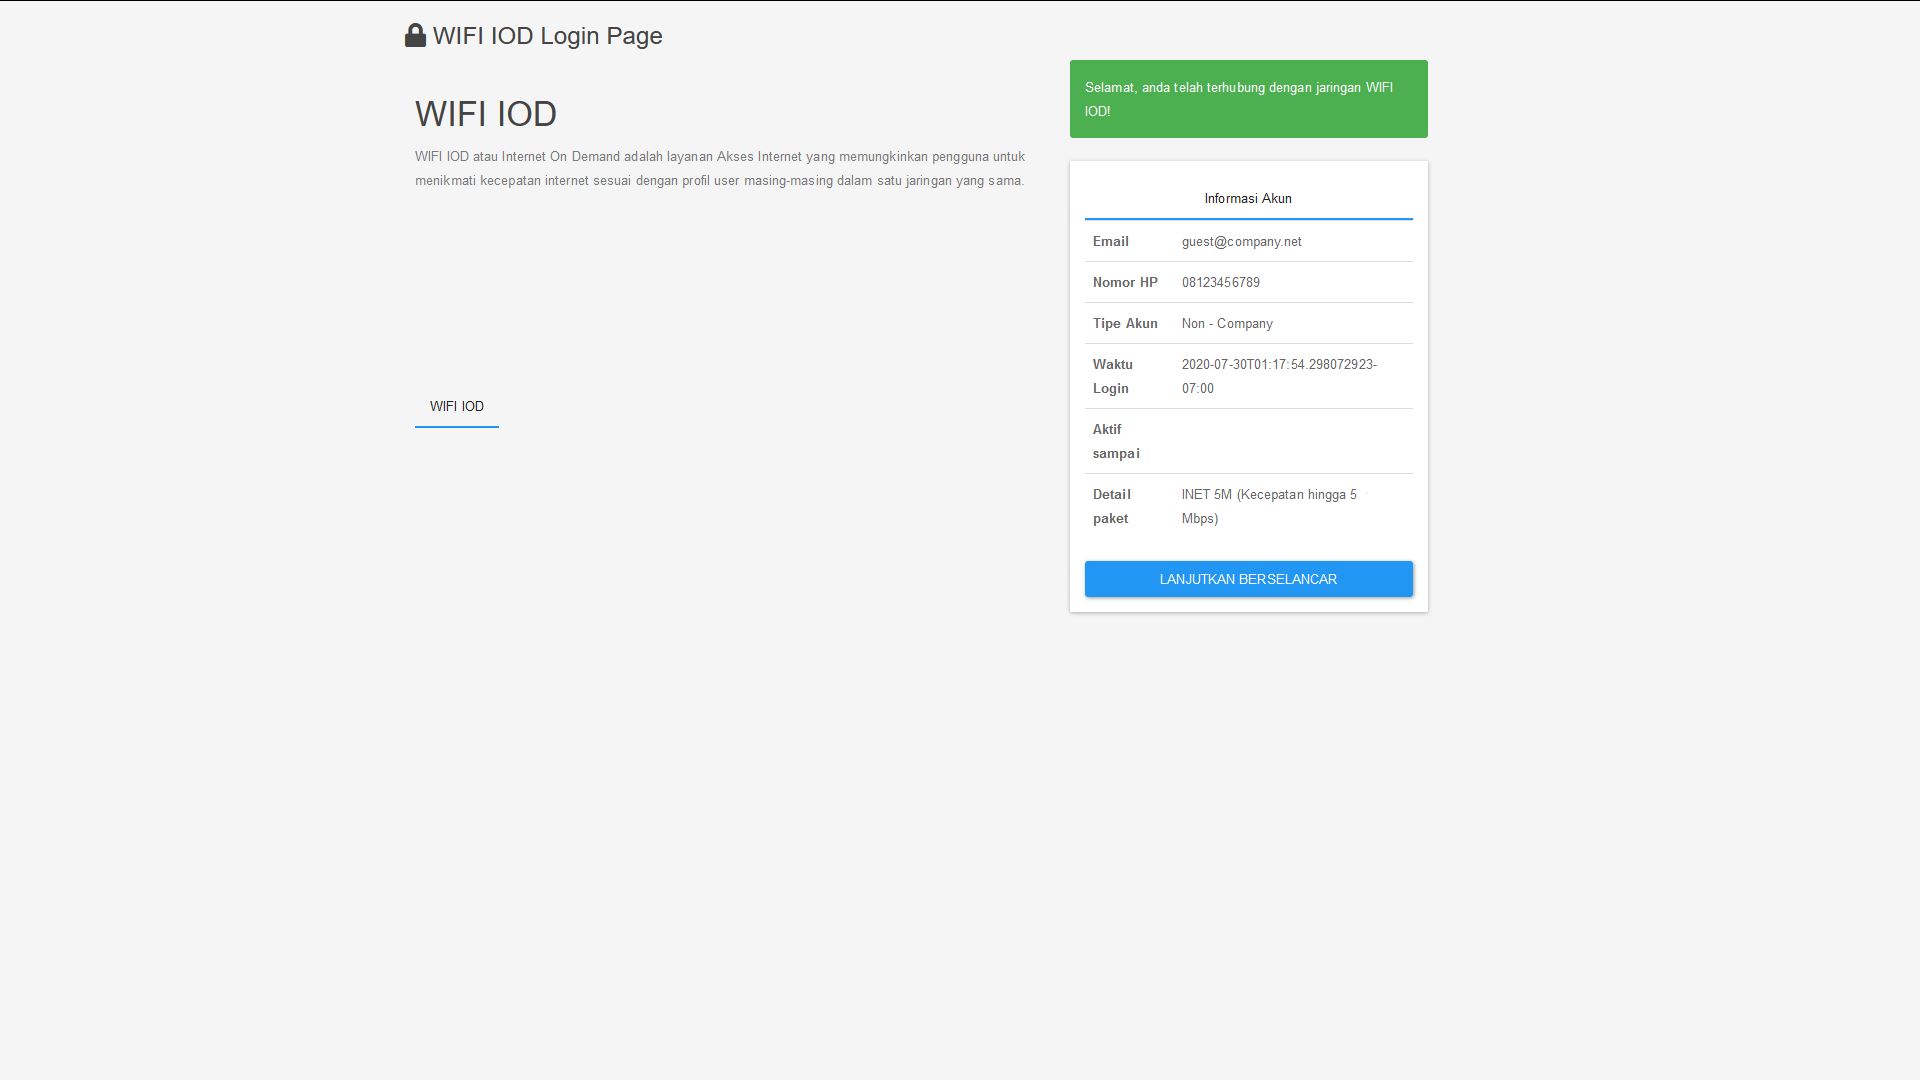 WIFI IOD Login Page
WIFI IOD
WIFI IOD atau Internet On Demand adalah layanan Akses Internet yang memungkinkan pengguna untuk
menikmati kecepatan internet sesuai dengan profil user masing-masing dalam satu jaringan yang sama.
WIFI IOD
Selamat, anda telah terhubung dengan jaringan WIFI
IOD!
Informasi Akun
Email guest@company.net
Nomor HP 08123456789
Tipe Akun Non - Company
Waktu 2020-07-30T01:17:54.298072923-
Login 07:00
Aktif
sampai
Detail INET 5M (Kecepatan hingga 5
paket Mbps)
LANJUTKAN BERSELANCAR